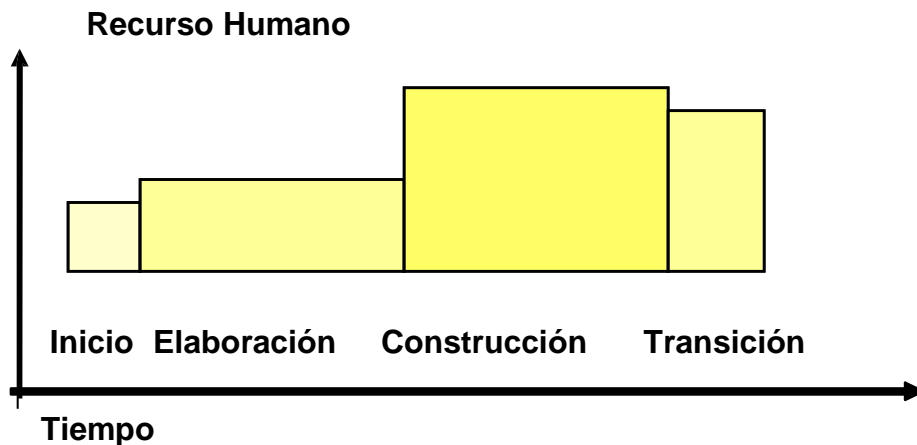 Recurso Humano
Inicio Elaboración Construcción Transición
Tiempo